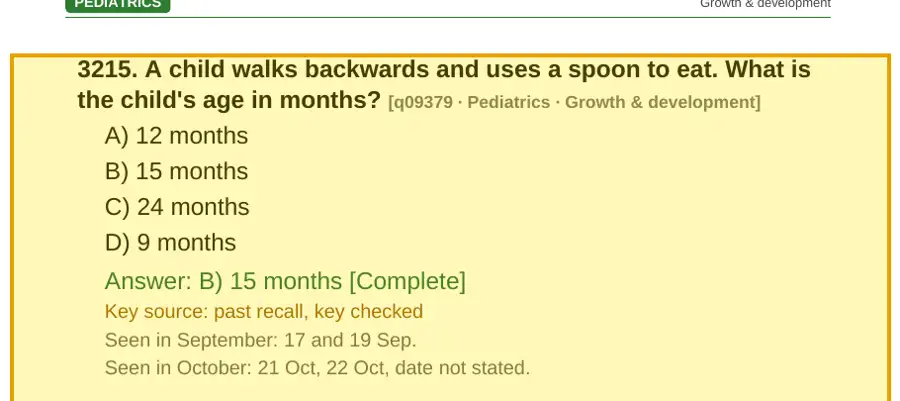 PEDIATRICS
Growth & development
3215. A child walks backwards and uses a spoon to eat. What is
the child's age in months? [q09379 · Pediatrics · Growth & development]
A) 12 months
B) 15 months
C) 24 months
D) 9 months
Answer: B) 15 months [Complete]
Key source: past recall, key checked
Seen in September: 17 and 19 Sep.
Seen in October: 21 Oct, 22 Oct, date not stated.